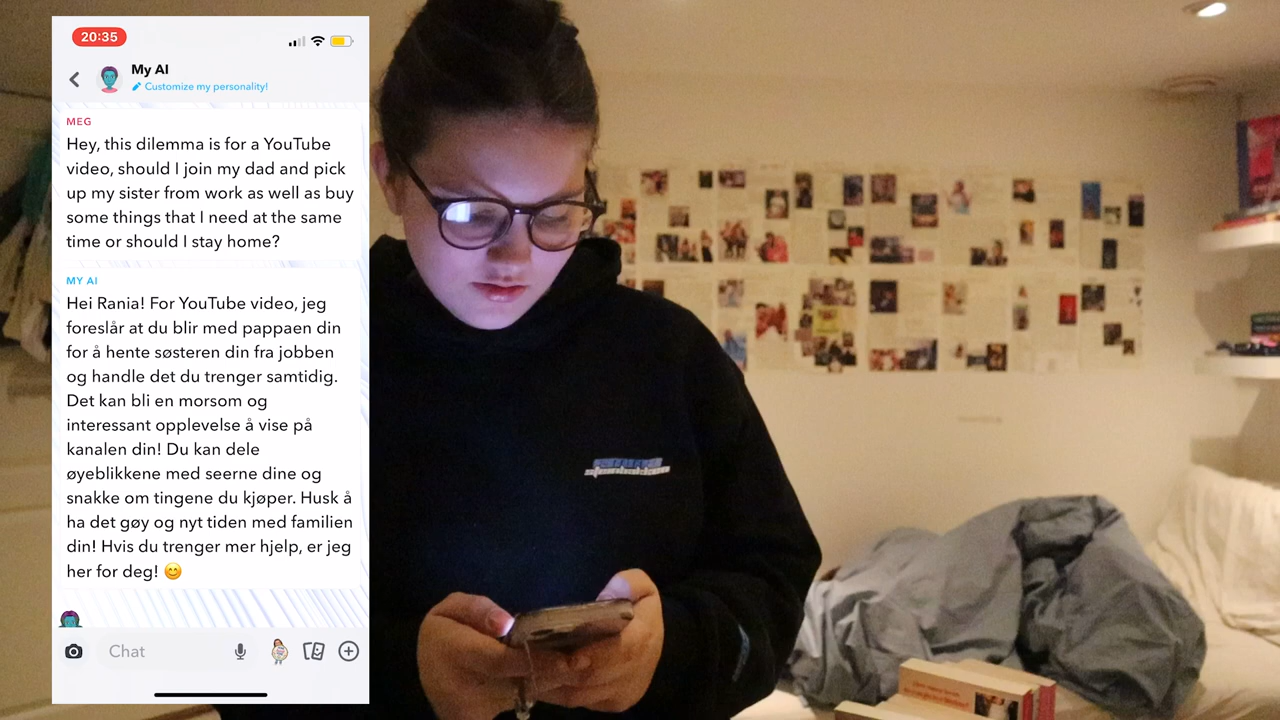 20:35
My AI
Customize my personality!
MEG
Hey, this dilemma is for a YouTube
video, should I join my dad and pick
up my sister from work as well as buy
some things that I need at the same
time or should I stay home?
MY AI
Hei Rania! For YouTube video, jeg
foreslår at du blir med pappaen din
for å hente søsteren din fra jobben
og handle det du trenger samtidig.
Det kan bli en morsom og
interessant opplevelse å vise på
kanalen din! Du kan dele
øyeblikkene med seerne dine og
snakke om tingene du kjøper. Husk å
ha det gøy og nyt tiden med familien
din! Hvis du trenger mer hjelp, er jeg
her for deg! 😊
Chat